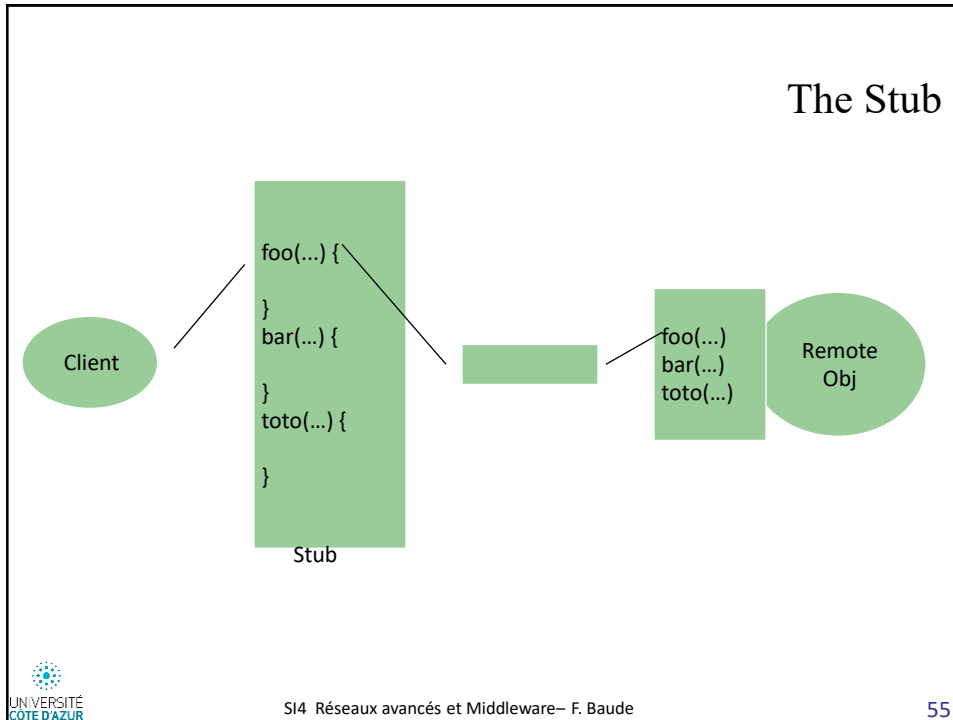 The Stub
foo(...) {
}
bar(...) {
}
toto(...) {
}
Stub
Client
foo(...)
bar(...)
toto(...)
Remote
Obj
UNIVERSITÉ
CÔTE D'AZUR
SI4 Réseaux avancés et Middleware– F. Baude
55